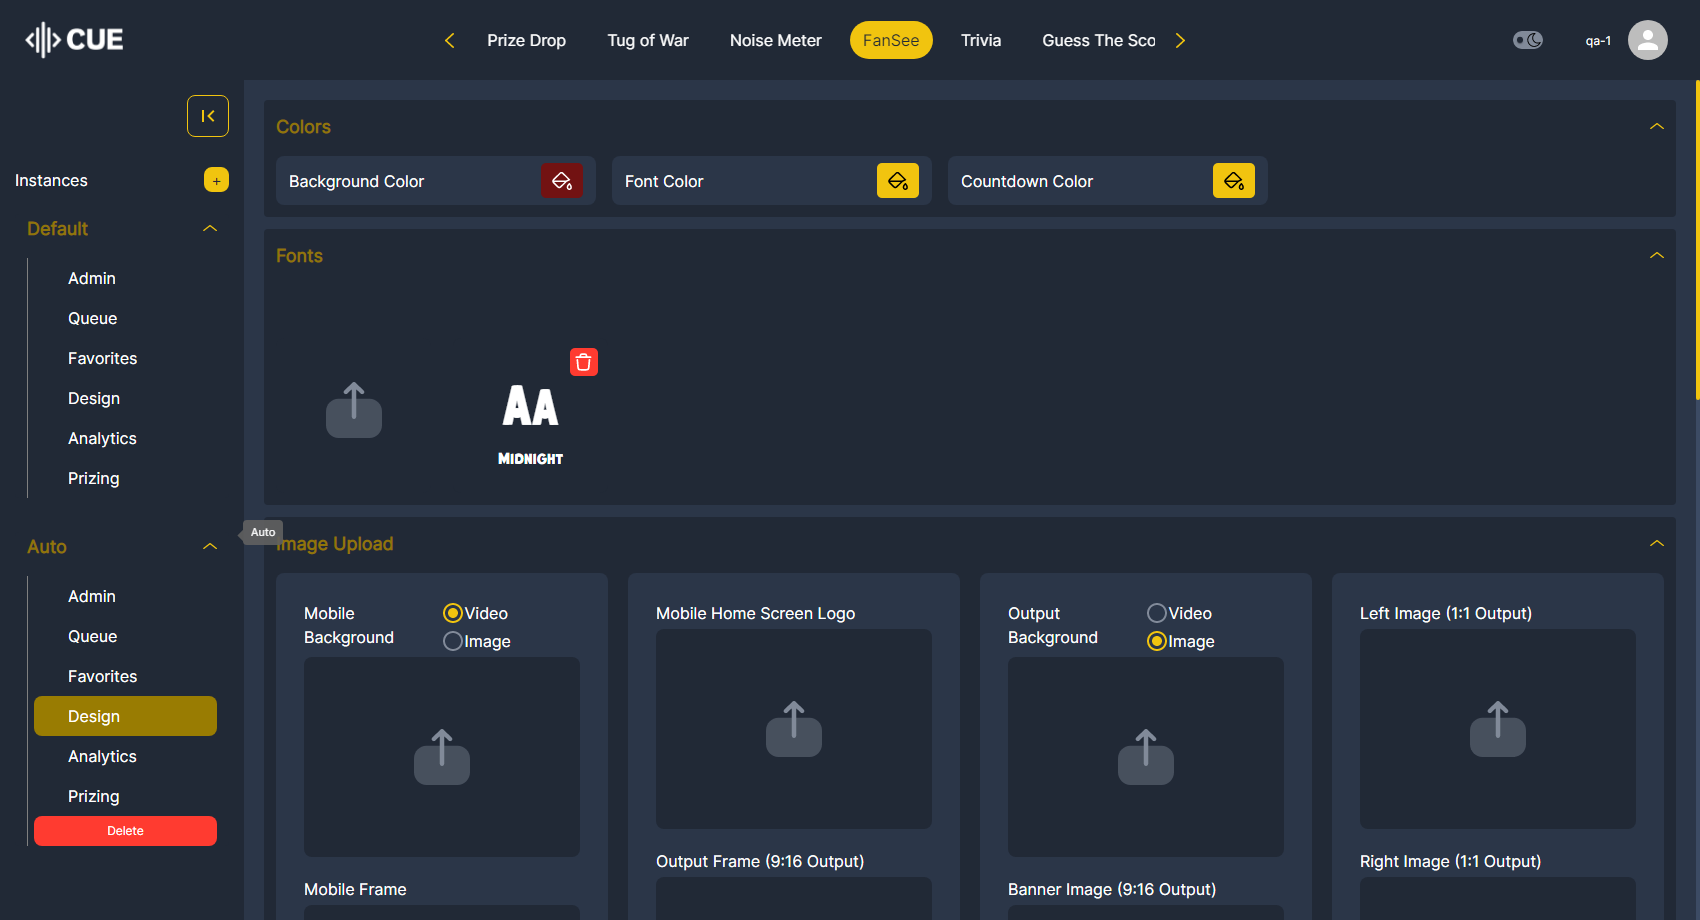 CUE
Prize Drop
Tug of War
Noise Meter
FanSee
Trivia
Guess The Sco
qa-1
Instances
+
Default
Admin
Queue
Favorites
Design
Analytics
Prizing
Auto
Admin
Queue
Favorites
Design
Analytics
Prizing
Delete
Auto
Colors
Background Color
Font Color
Countdown Color
Fonts
AA
MIDNIGHT
Image Upload
Mobile
Background
Video
Image
Mobile Frame
Mobile Home Screen Logo
Output Frame (9:16 Output)
Output
Background
Video
Image
Banner Image (9:16 Output)
Left Image (1:1 Output)
Right Image (1:1 Output)